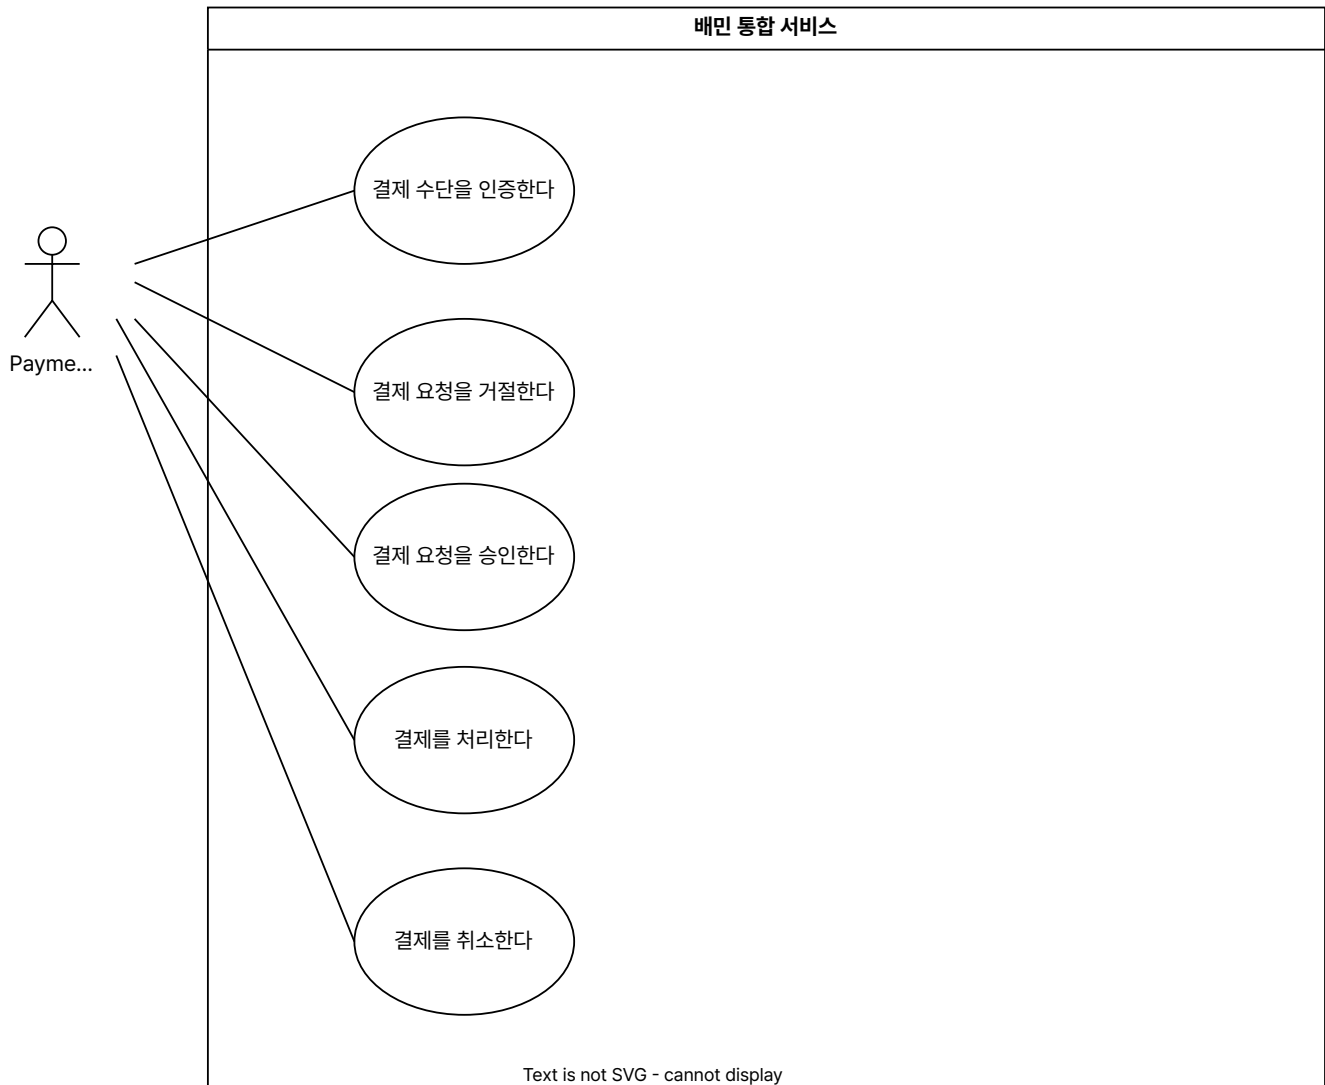 배민 통합 서비스
결제 수단을 인증한다
Payme...
결제 요청을 거절한다
결제 요청을 승인한다
결제를 처리한다
결제를 취소한다
Text is not SVG - cannot display